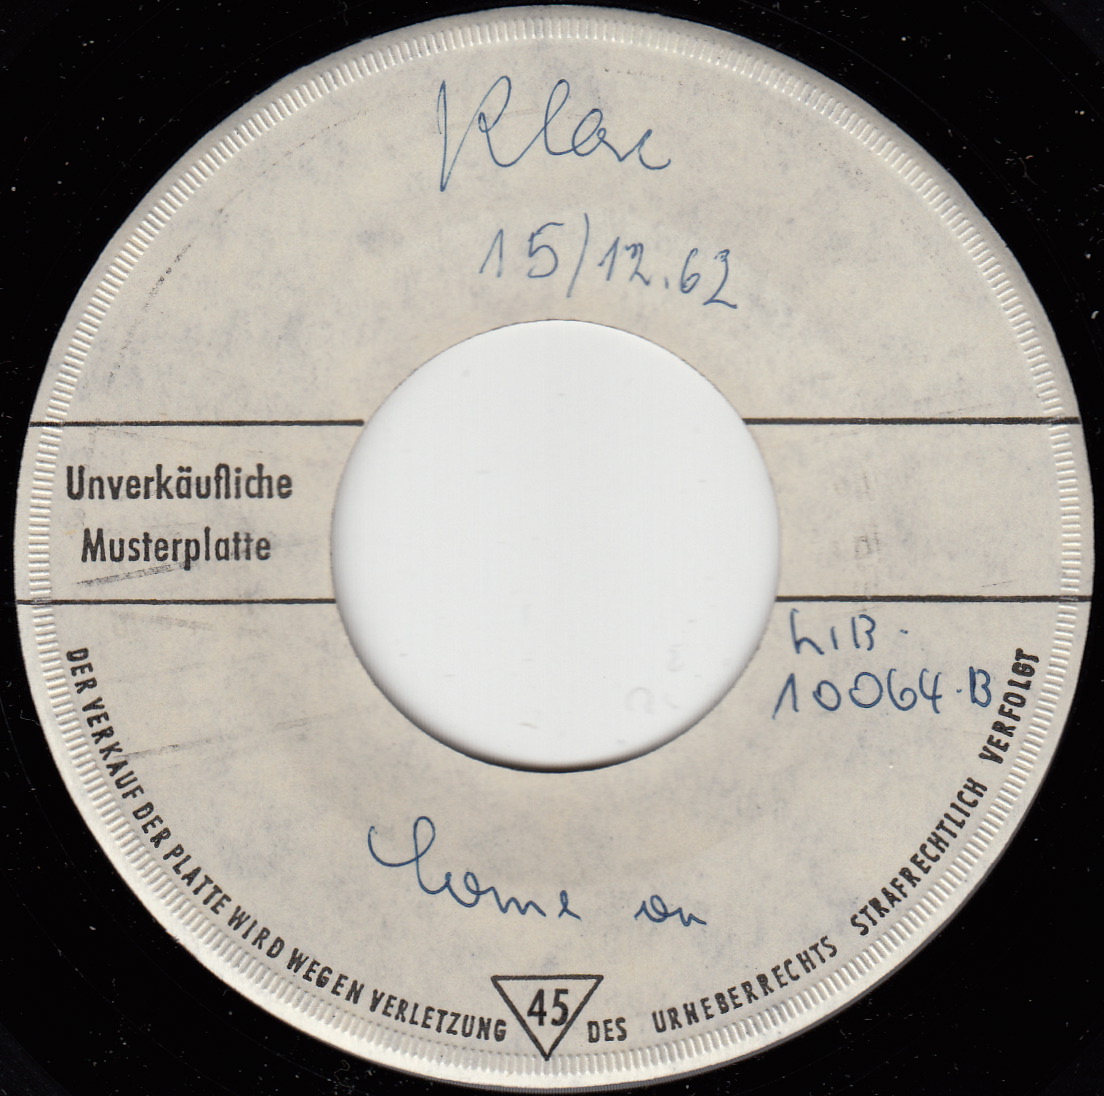 Klare
15/12.62
Unverkäufliche
Musterplatte
LIB.
10064.B
Come on
45
DER VERKAUF DER PLATTE WIRD WEGEN VERLETZUNG DES URHEBERRECHTS STRAFRECHTLICH VERFOLGT